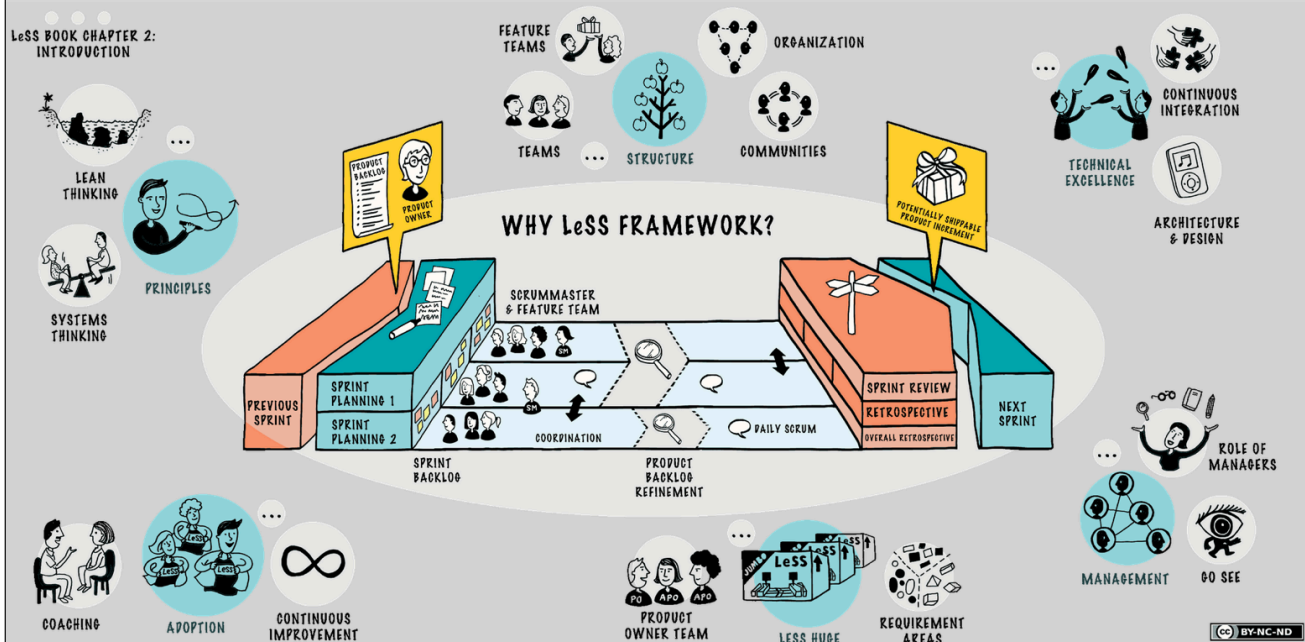 LeSS BOOK CHAPTER 2:
INTRODUCTION
LEAN
THINKING
PRINCIPLES
SYSTEMS
THINKING
FEATURE
TEAMS
ORGANIZATION
TEAMS
STRUCTURE
COMMUNITIES
CONTINUOUS
INTEGRATION
TECHNICAL
EXCELLENCE
ARCHITECTURE
& DESIGN
PRODUCT
BACKLOG
PRODUCT
OWNER
WHY LeSS FRAMEWORK?
POTENTIALLY SHIPPABLE
PRODUCT INCREMENT
SCRUMMASTER
& FEATURE TEAM
SM
SM
PREVIOUS
SPRINT
SPRINT
PLANNING 1
SPRINT
PLANNING 2
COORDINATION
DAILY SCRUM
SPRINT REVIEW
RETROSPECTIVE
OVERALL RETROSPECTIVE
NEXT
SPRINT
SPRINT
BACKLOG
PRODUCT
BACKLOG
REFINEMENT
ROLE OF
MANAGERS
MANAGEMENT
GO SEE
COACHING
LeSS
LeSS
LeSS
ADOPTION
CONTINUOUS
IMPROVEMENT
PO
APO
APO
PRODUCT
OWNER TEAM
JUMBO
LeSS
LeSS
LeSS
LESS HUGE
REQUIREMENT
AREAS
cc BY-NC-ND